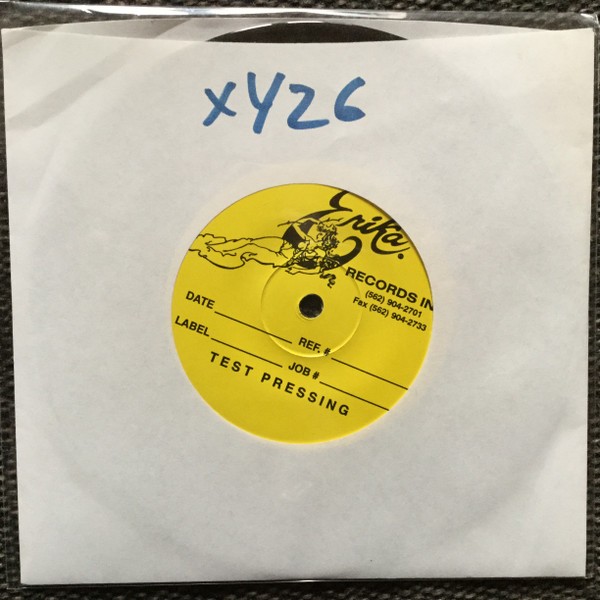 XY26
Erika
RECORDS IN
(562) 904-2701
Fax (562) 904-2733
DATE
REF. #
LABEL
JOB #
TEST PRESSING